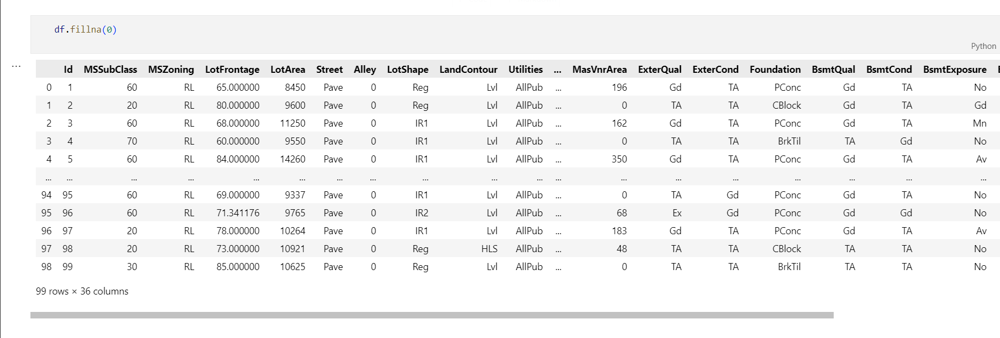 df.fillna(0)
Python
...
Id MSSubClass MSZoning LotFrontage LotArea Street Alley LotShape LandContour Utilities ... MasVnrArea ExterQual ExterCond Foundation BsmtQual BsmtCond BsmtExposure
0 1 60 RL 65.000000 8450 Pave 0 Reg Lvl AllPub ... 196 Gd TA PConc Gd TA No
1 2 20 RL 80.000000 9600 Pave 0 Reg Lvl AllPub ... 0 TA TA CBlock Gd TA Gd
2 3 60 RL 68.000000 11250 Pave 0 IR1 Lvl AllPub ... 162 Gd TA PConc Gd TA Mn
3 4 70 RL 60.000000 9550 Pave 0 IR1 Lvl AllPub ... 0 TA TA BrkTil TA Gd No
4 5 60 RL 84.000000 14260 Pave 0 IR1 Lvl AllPub ... 350 Gd TA PConc Gd TA Av
... ... ... ... ... ... ... ... ... ... ... ... ... ... ... ... ... ... ...
94 95 60 RL 69.000000 9337 Pave 0 IR1 Lvl AllPub ... 0 TA Gd PConc Gd TA No
95 96 60 RL 71.341176 9765 Pave 0 IR2 Lvl AllPub ... 68 Ex Gd PConc Gd Gd No
96 97 20 RL 78.000000 10264 Pave 0 IR1 Lvl AllPub ... 183 Gd TA PConc Gd TA Av
97 98 20 RL 73.000000 10921 Pave 0 Reg HLS AllPub ... 48 TA TA CBlock TA TA No
98 99 30 RL 85.000000 10625 Pave 0 Reg Lvl AllPub ... 0 TA TA BrkTil TA TA No
99 rows × 36 columns